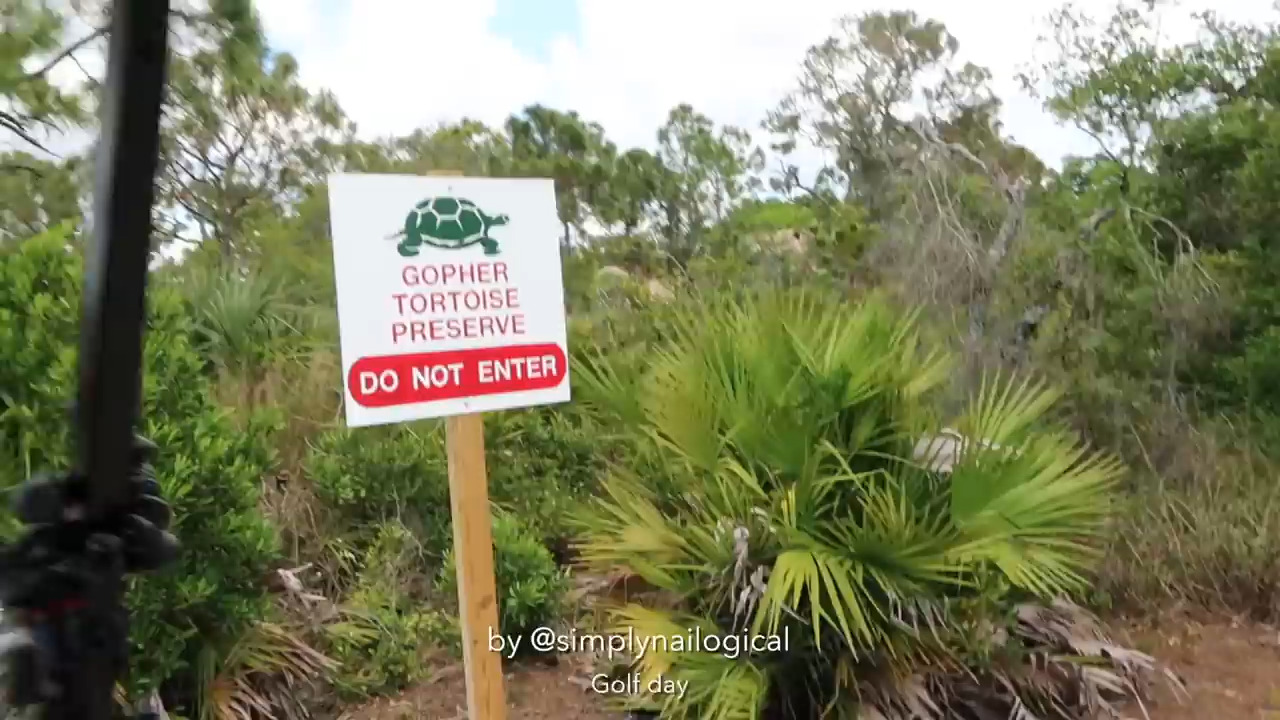 GOPHER
TORTOISE
PRESERVE
DO NOT ENTER
by @simplynailogical
Golf day